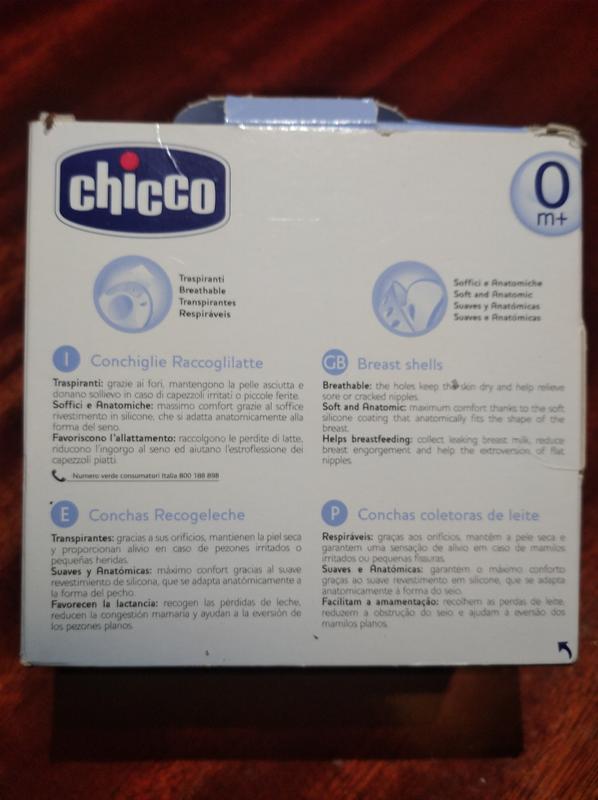 chicco
0
m+
Traspiranti
Breathable
Transpirantes
Respiráveis
Soffici e Anatomiche
Soft and Anatomic
Suaves y Anatómicas
Suaves e Anatómicas
I Conchiglie Raccoglilatte
Traspiranti: grazie ai fori, mantengono la pelle asciutta e
donano sollievo in caso di capezzoli irritati o piccole ferite.
Soffici e Anatomiche: massimo comfort grazie al soffice
rivestimento in silicone, che si adatta anatomicamente alla
forma del seno.
Favoriscono l'allattamento: raccolgono le perdite di latte,
riducono l'ingorgo al seno ed aiutano l'estroflessione dei
capezzoli piatti.
Numero verde consumatori Italia 800 188 898
GB Breast shells
Breathable: the holes keep the skin dry and help relieve
sore or cracked nipples.
Soft and Anatomic: maximum comfort thanks to the soft
silicone coating that anatomically fits the shape of the
breast.
Helps breastfeeding: collect leaking breast milk, reduce
breast engorgement and help the extroversion of flat
nipples.
E Conchas Recogeleche
Transpirantes: gracias a sus orificios, mantienen la piel seca
y proporcionan alivio en caso de pezones irritados o
pequeñas heridas.
Suaves y Anatómicas: máximo confort gracias al suave
revestimiento de silicona, que se adapta anatómicamente a
la forma del pecho.
Favorecen la lactancia: recogen las pérdidas de leche,
reducen la congestión mamaria y ayudan a la eversión de
los pezones planos.
P Conchas coletoras de leite
Respiráveis: graças aos orifícios, mantêm a pele seca e
garantem uma sensação de alívio em caso de mamilos
irritados ou pequenas fissuras.
Suaves e Anatómicas: garantem o máximo conforto
graças ao suave revestimento em silicone, que se adapta
anatomicamente à forma do seio.
Facilitam a amamentação: recolhem as perdas de leite,
reduzem a obstrução do seio e ajudam à eversão dos
mamilos planos.